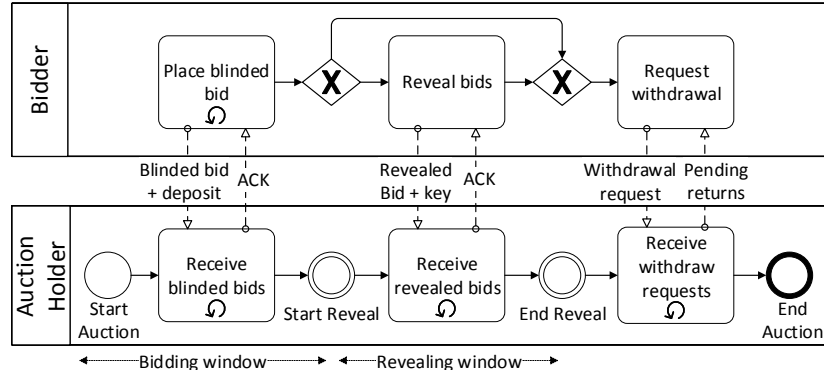 Bidder
Place blinded
bid
X
Reveal bids
X
Request
withdrawal
Blinded bid
+ deposit
ACK
Revealed
Bid + key
ACK
Withdrawal
request
Pending
returns
Auction
Holder
Start
Auction
Receive
blinded bids
Start Reveal
Receive
revealed bids
End Reveal
Receive
withdraw
requests
End
Auction
Bidding window
Revealing window